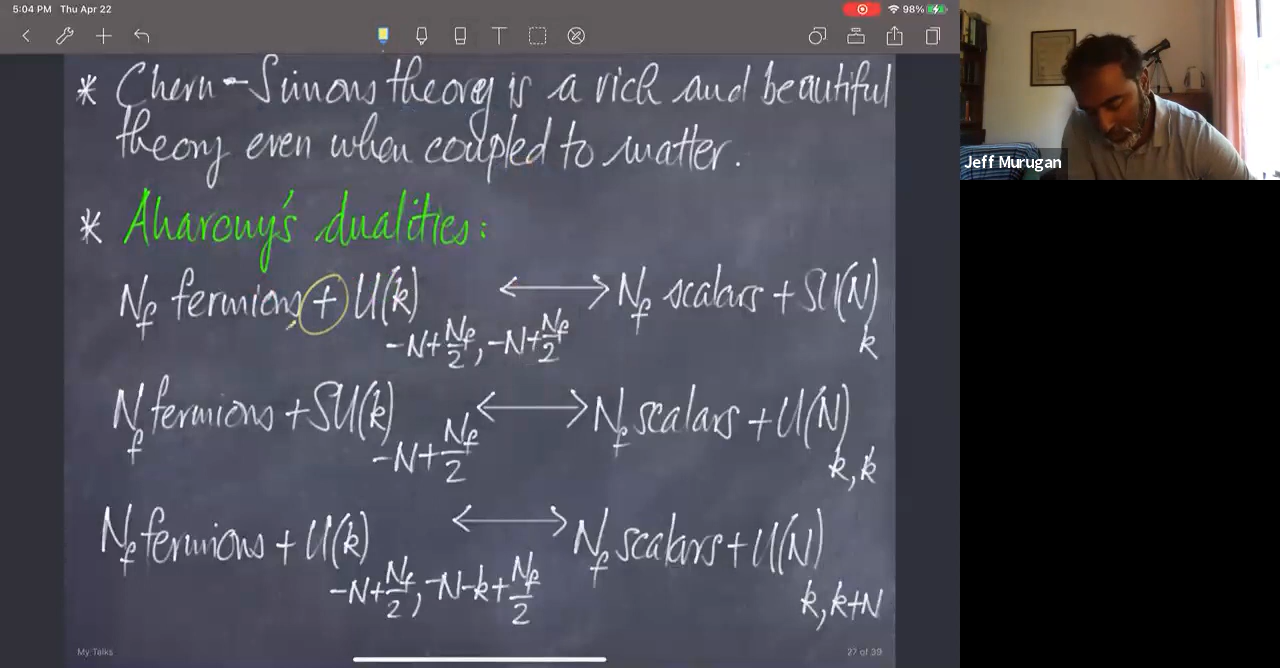 5:04 PM Thu Apr 22
98%
* Chern-Simons theory is a rich and beautiful
theory even when coupled to matter.
* Aharony's dualities:
N_f fermions + U(k)_{-N+N_f/2, -N+N_f/2} ⟷ N_f scalars + SU(N)_k
N_f fermions + SU(k)_{-N+N_f/2} ⟷ N_f scalars + U(N)_{k,k}
N_f fermions + U(k)_{-N+N_f/2, -N-k+N_f/2} ⟷ N_f scalars + U(N)_{k,k+N}
My Talks
27 of 39
Jeff Murugan